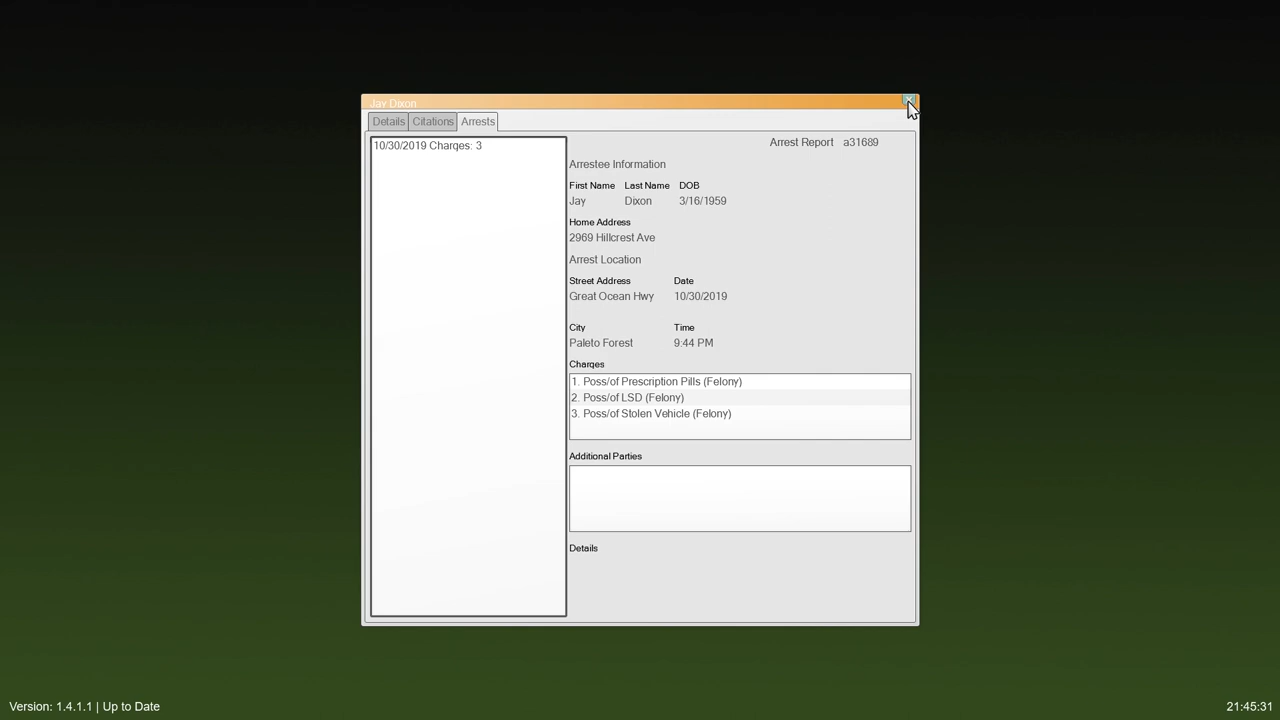 Jay Dixon
Details Citations Arrests
10/30/2019 Charges: 3
Arrest Report a31689
Arrestee Information
First Name Last Name DOB
Jay Dixon 3/16/1959
Home Address
2969 Hillcrest Ave
Arrest Location
Street Address Date
Great Ocean Hwy 10/30/2019
City Time
Paleto Forest 9:44 PM
Charges
1. Poss/of Prescription Pills (Felony)
2. Poss/of LSD (Felony)
3. Poss/of Stolen Vehicle (Felony)
Additional Parties
Details
Version: 1.4.1.1 | Up to Date
21:45:31